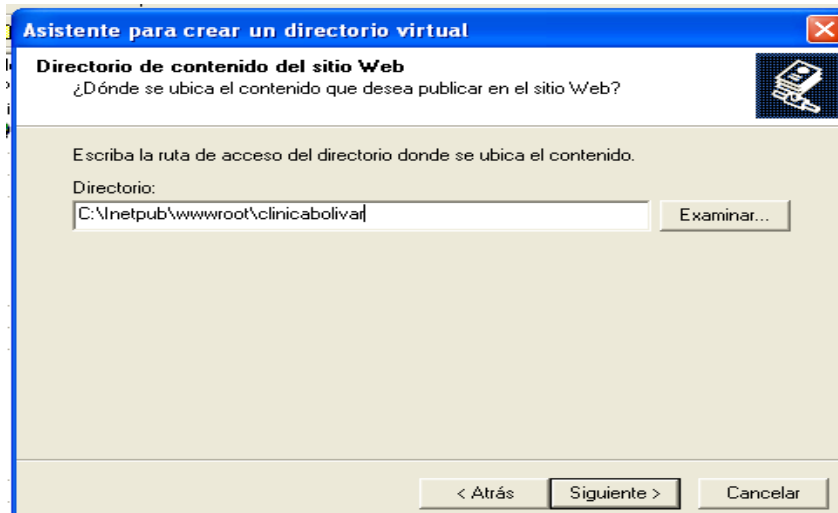 Asistente para crear un directorio virtual
Directorio de contenido del sitio Web
¿Dónde se ubica el contenido que desea publicar en el sitio Web?
Escriba la ruta de acceso del directorio donde se ubica el contenido.
Directorio:
C:\Inetpub\wwwroot\clinicabolivar
Examinar...
< Atrás
Siguiente >
Cancelar